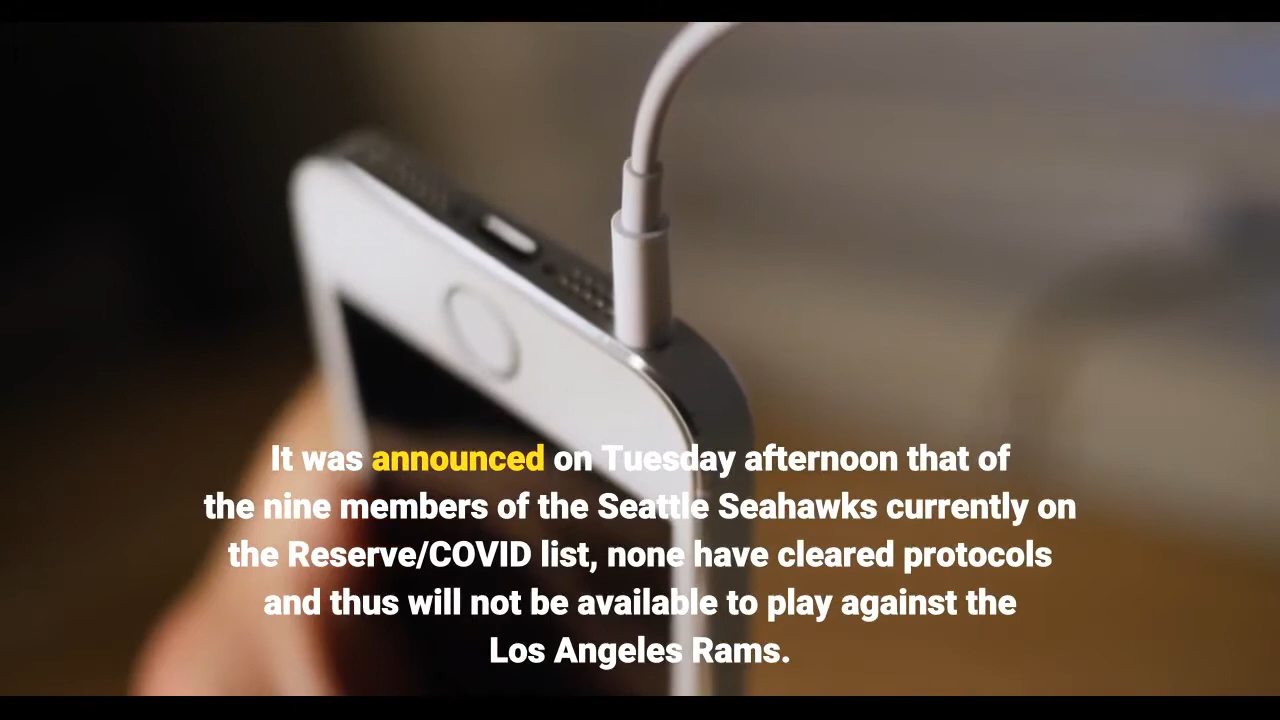 It was announced on Tuesday afternoon that of
the nine members of the Seattle Seahawks currently on
the Reserve/COVID list, none have cleared protocols
and thus will not be available to play against the
Los Angeles Rams.